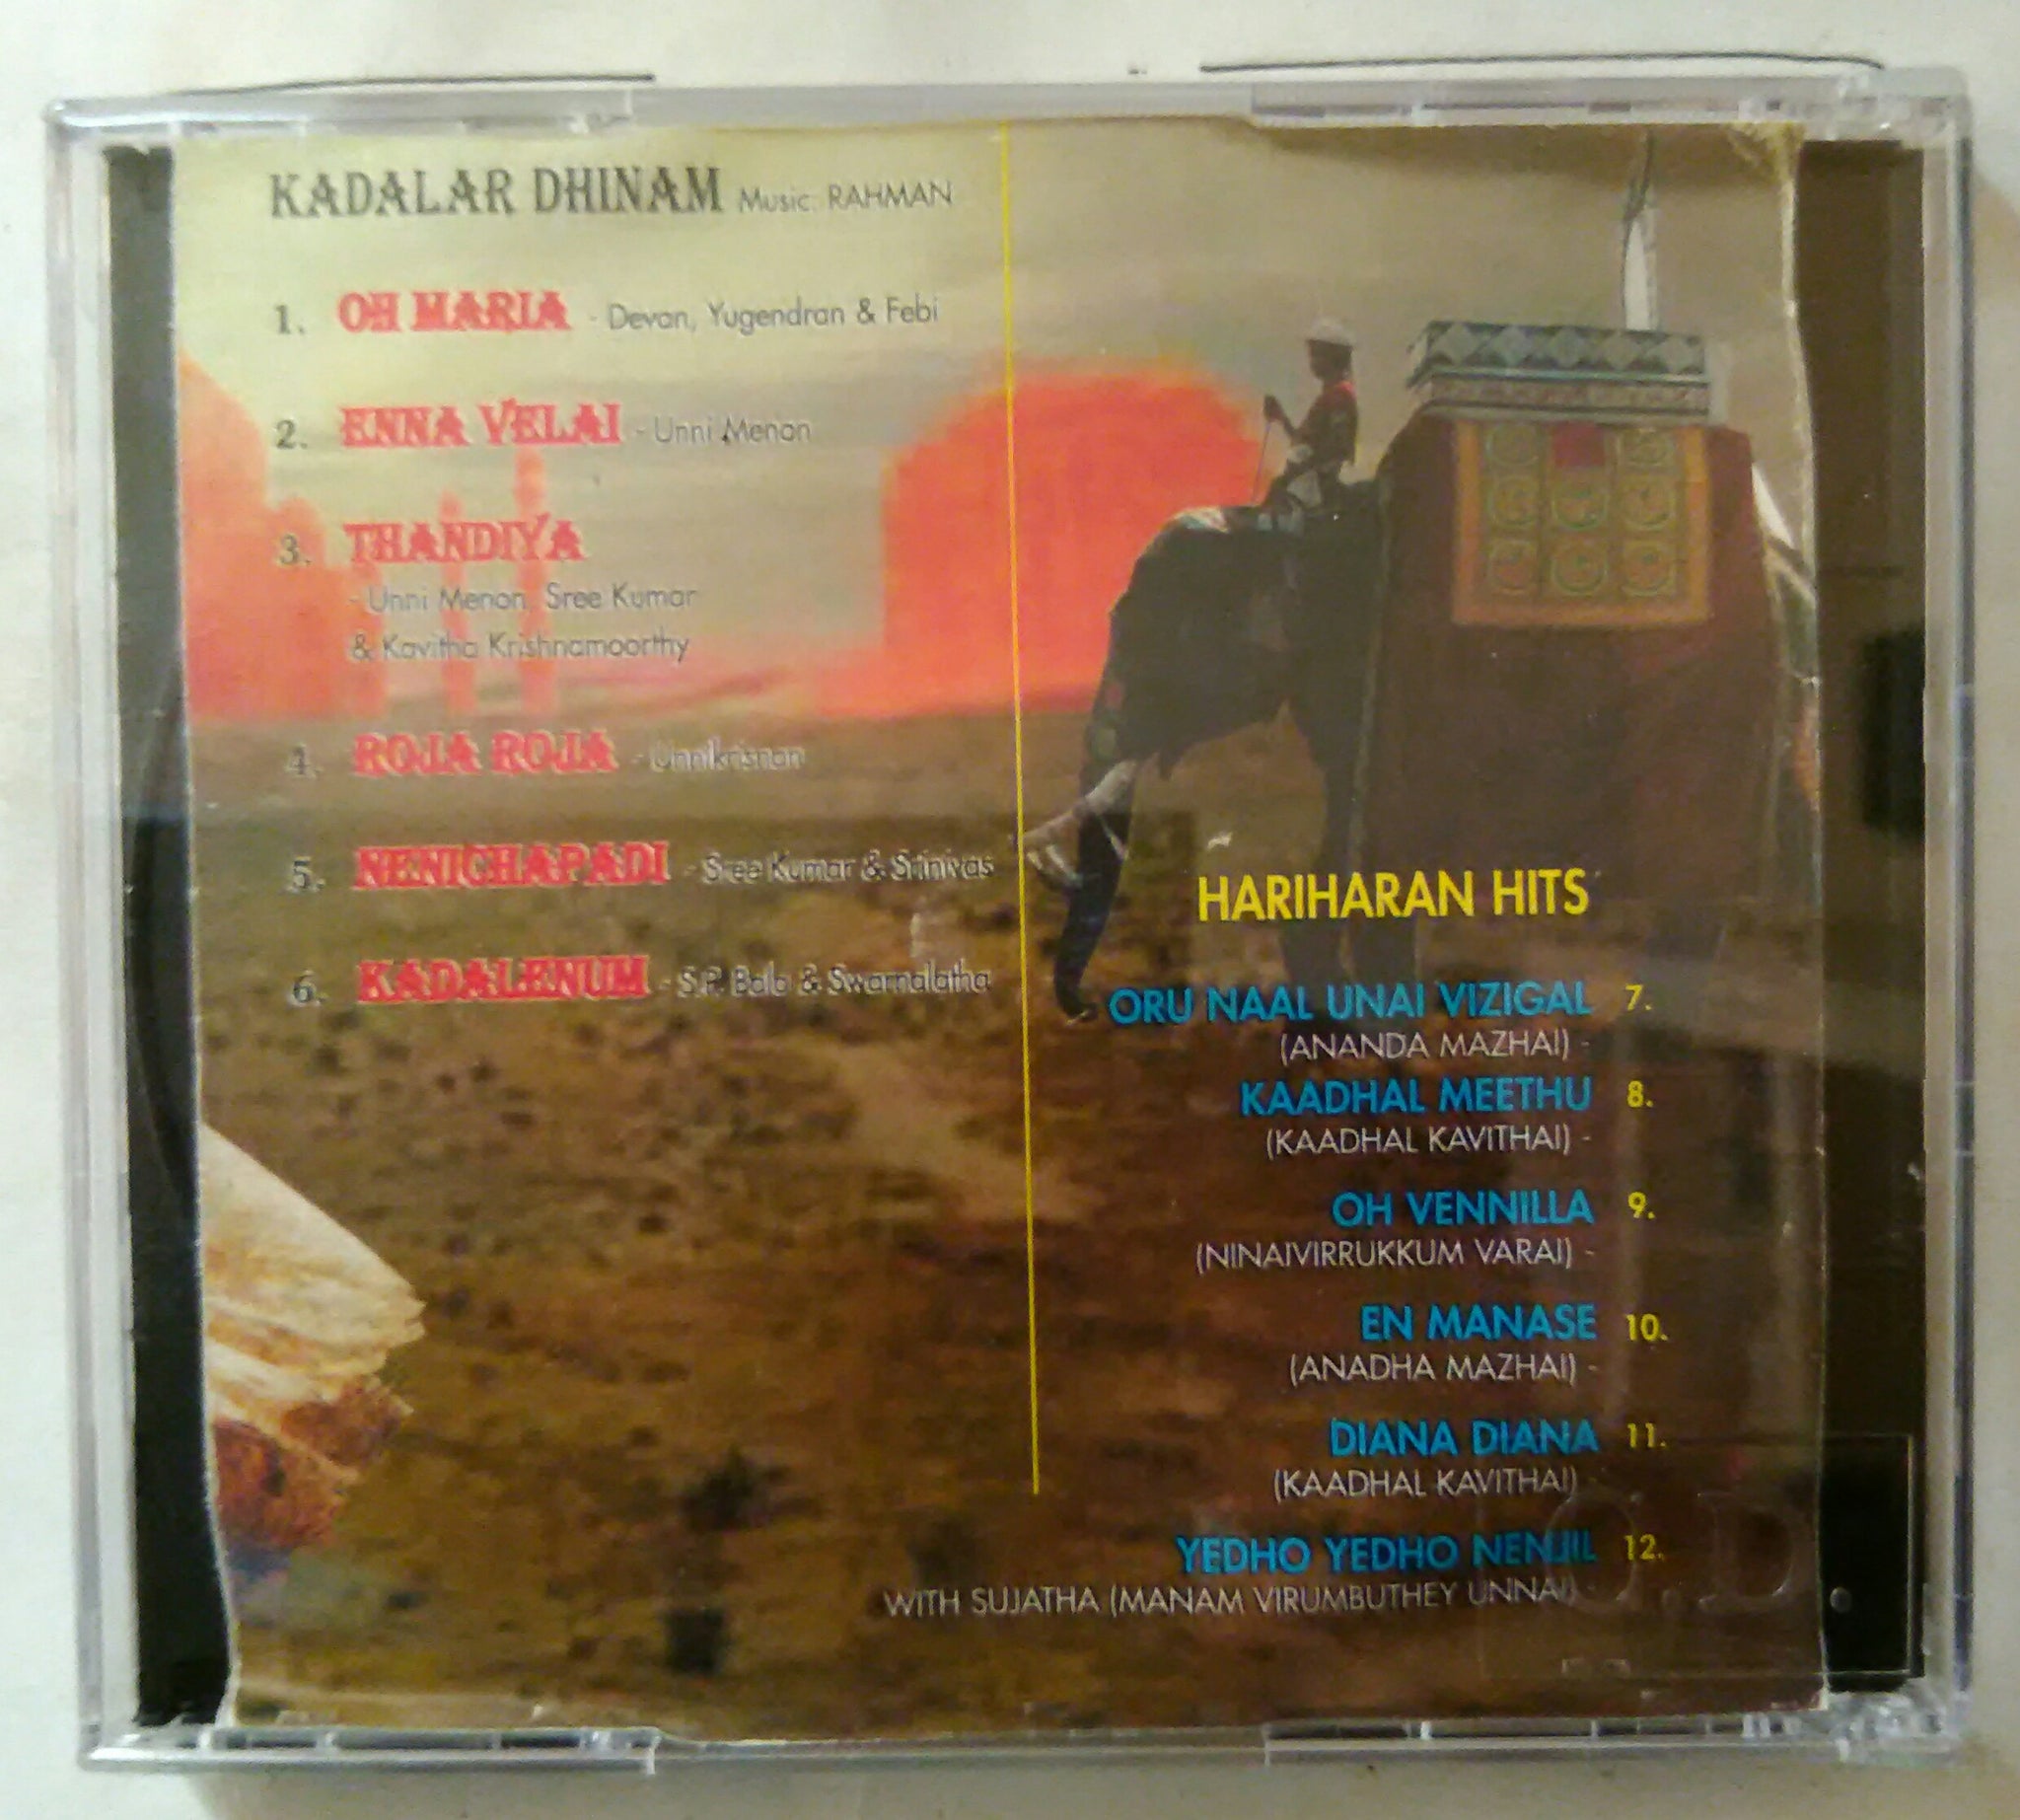 KADALAR DHINAM Music: RAHMAN
1. OH MARIA - Devan, Yugendran & Febi
2. ENNA VELAI - Unni Menon
3. THANDIYA
- Unni Menon, Sree Kumar
& Kavitha Krishnamoorthy
4. ROJA ROJA - Unnikrisnan
5. NENICHAPADI - Sree Kumar & Srinivas
6. KADALENUM - S.P. Bala & Swarnalatha
HARIHARAN HITS
ORU NAAL UNAI VIZIGAL 7.
(ANANDA MAZHAI) -
KAADHAL MEETHU 8.
(KAADHAL KAVITHAI) -
OH VENNILLA 9.
(NINAIVIRRUKKUM VARAI) -
EN MANASE 10.
(ANADHA MAZHAI) -
DIANA DIANA 11.
(KAADHAL KAVITHAI) -
YEDHO YEDHO NENJIL 12.
WITH SUJATHA (MANAM VIRUMBUTHEY UNNAI) -
C.D.